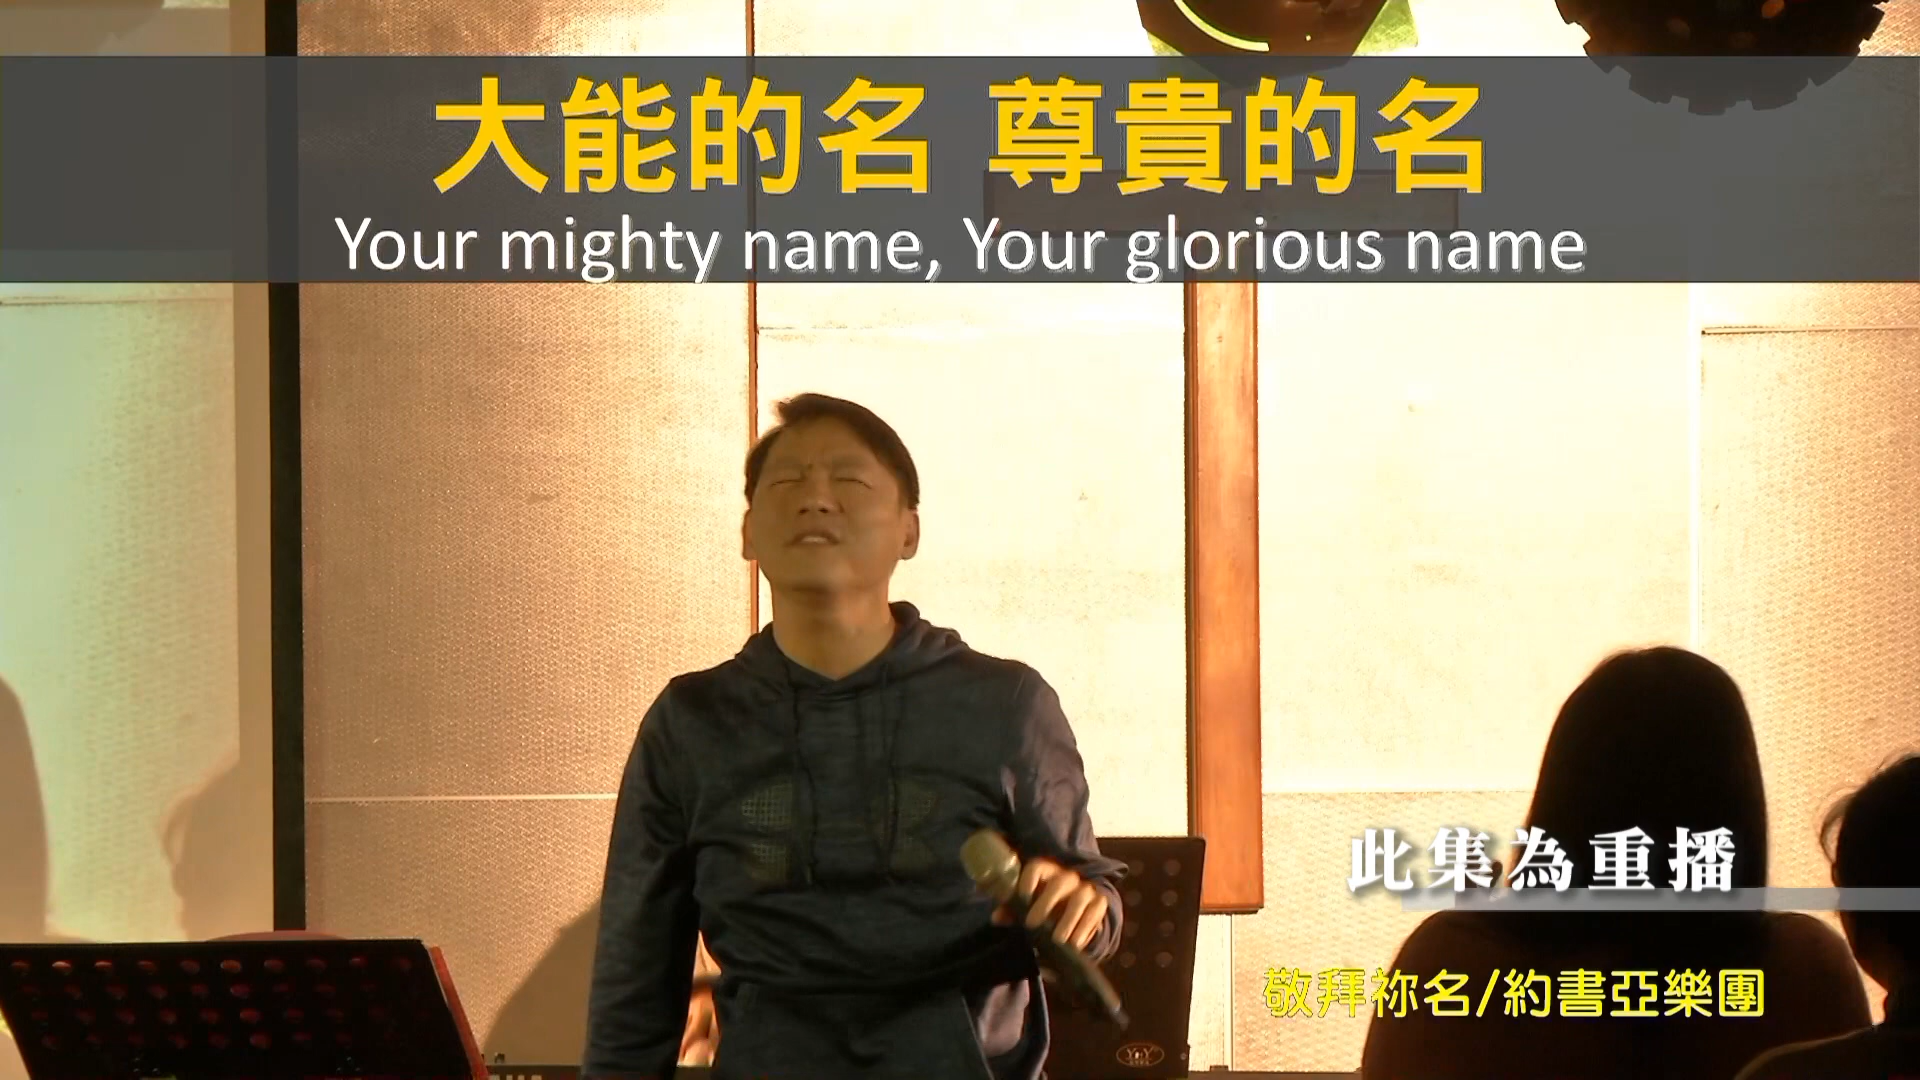 大能的名 尊貴的名
Your mighty name, Your glorious name
此集為重播
敬拜祢名/約書亞樂團
YnY